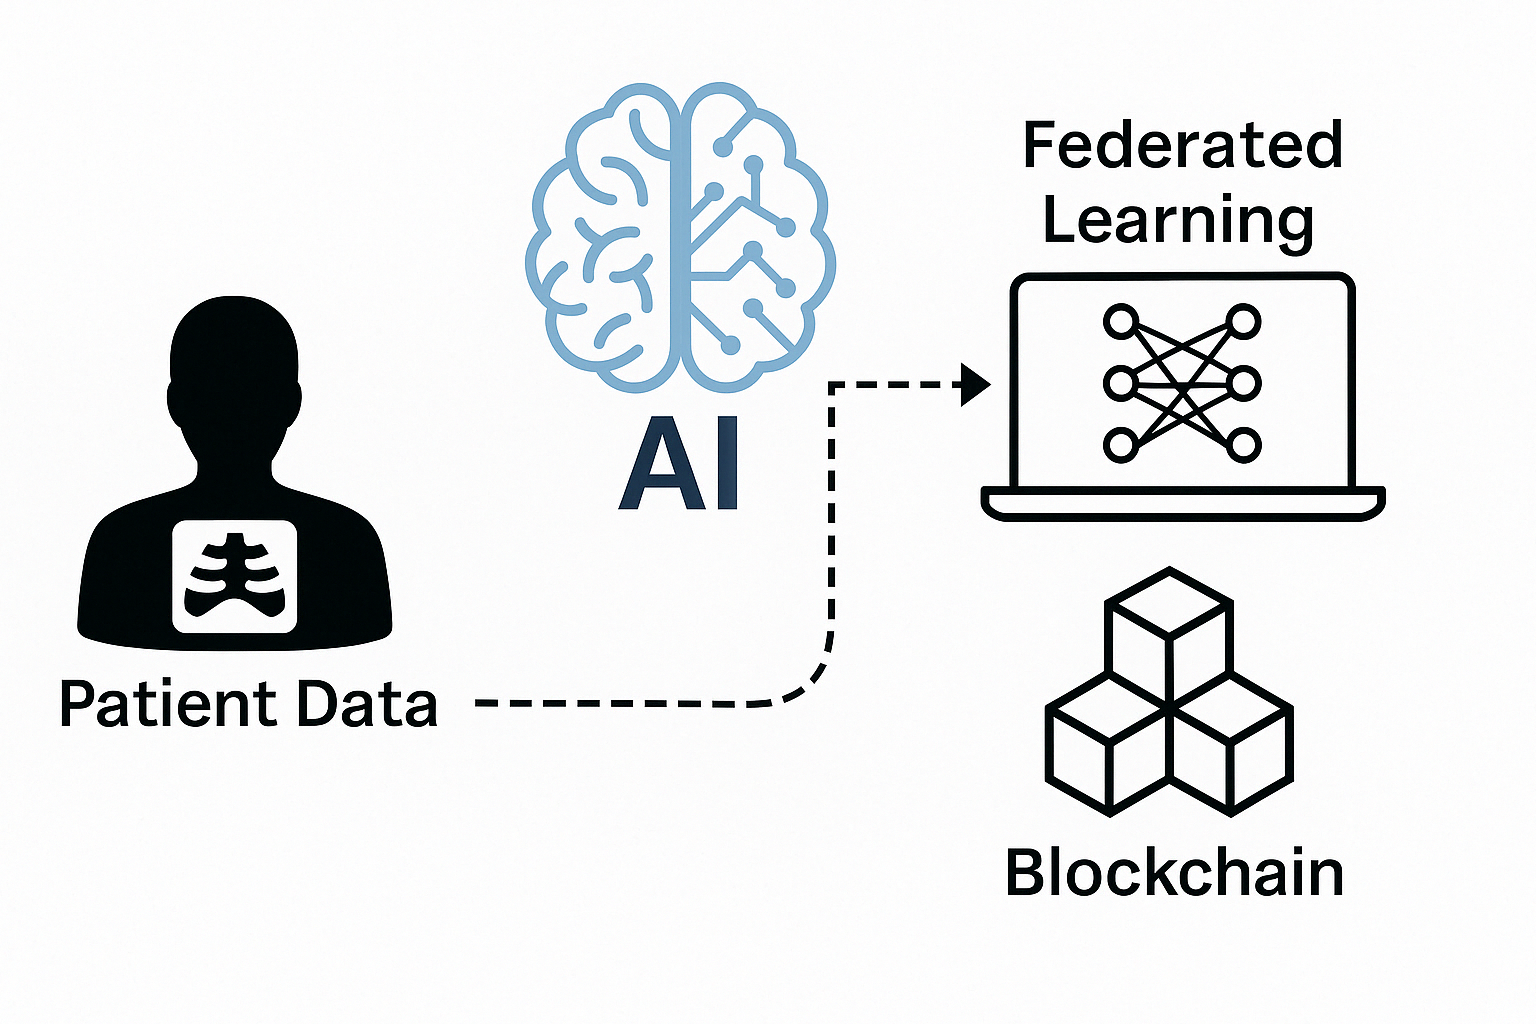 AI
Federated
Learning
Patient Data
Blockchain